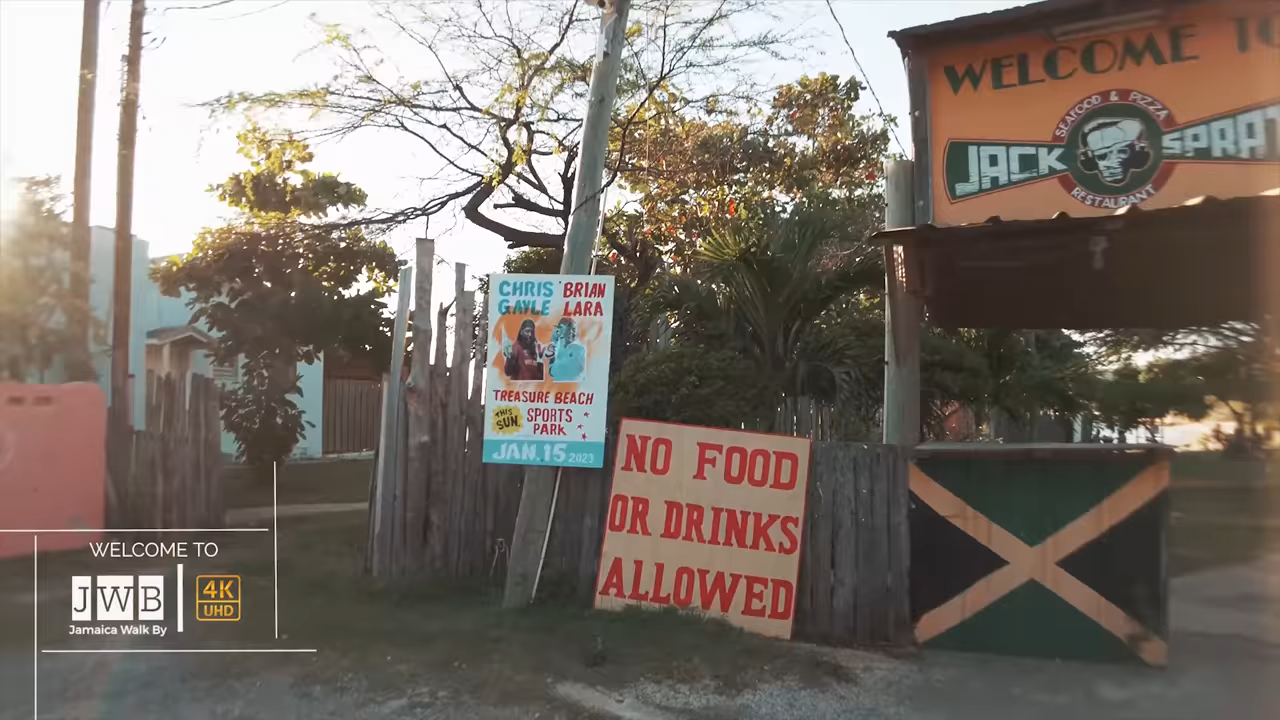 WELCOME TO
SEAFOOD & PIZZA
JACK SPRAT
RESTAURANT
CHRIS BRIAN
GAYLE LARA
VS
TREASURE BEACH
THIS SUN. SPORTS
PARK
JAN. 15 2023
NO FOOD
OR DRINKS
ALLOWED
WELCOME TO
JWB 4K
UHD
Jamaica Walk By